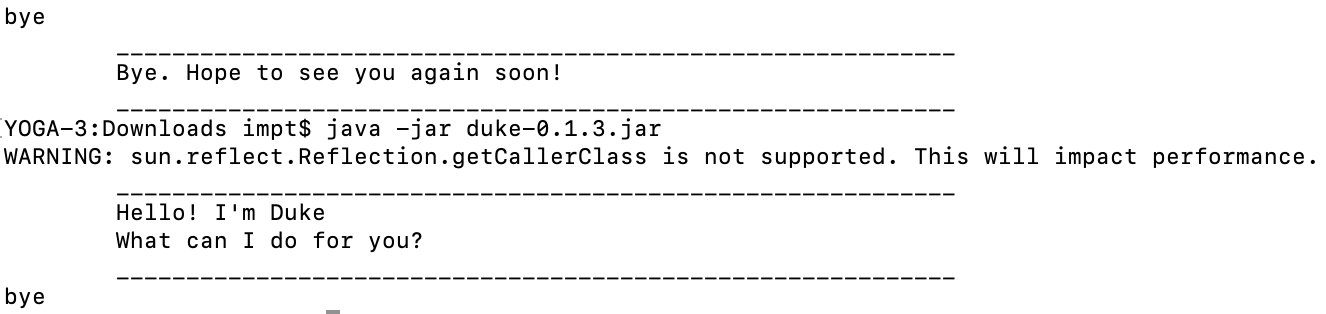 bye
____________________________________________________________
Bye. Hope to see you again soon!
____________________________________________________________
YOGA-3:Downloads impt$ java -jar duke-0.1.3.jar
WARNING: sun.reflect.Reflection.getCallerClass is not supported. This will impact performance.
____________________________________________________________
Hello! I'm Duke
What can I do for you?
____________________________________________________________
bye